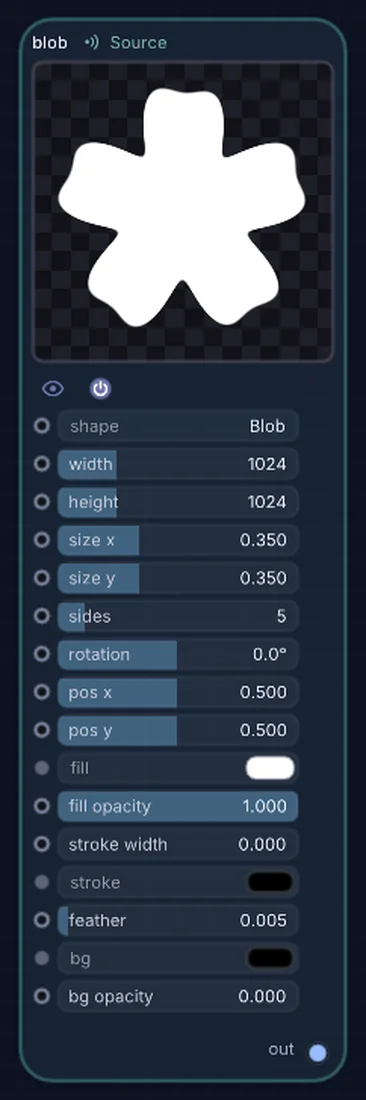 blob Source
shape Blob
width 1024
height 1024
size x 0.350
size y 0.350
sides 5
rotation 0.0°
pos x 0.500
pos y 0.500
fill
fill opacity 1.000
stroke width 0.000
stroke
feather 0.005
bg
bg opacity 0.000
out